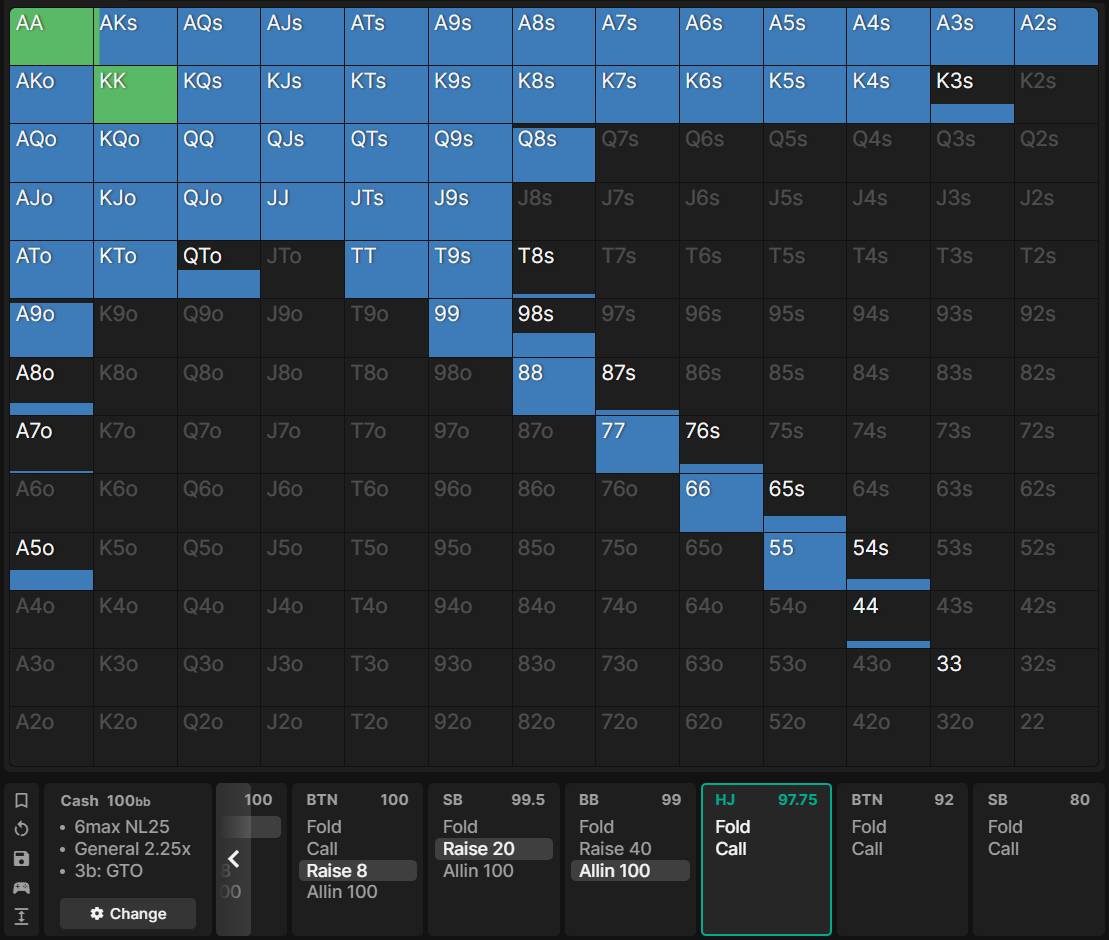 AA AKs AQs AJs ATs A9s A8s A7s A6s A5s A4s A3s A2s
AKo KK KQs KJs KTs K9s K8s K7s K6s K5s K4s K3s K2s
AQo KQo QQ QJs QTs Q9s Q8s Q7s Q6s Q5s Q4s Q3s Q2s
AJo KJo QJo JJ JTs J9s J8s J7s J6s J5s J4s J3s J2s
ATo KTo QTo JTo TT T9s T8s T7s T6s T5s T4s T3s T2s
A9o K9o Q9o J9o T9o 99 98s 97s 96s 95s 94s 93s 92s
A8o K8o Q8o J8o T8o 98o 88 87s 86s 85s 84s 83s 82s
A7o K7o Q7o J7o T7o 97o 87o 77 76s 75s 74s 73s 72s
A6o K6o Q6o J6o T6o 96o 86o 76o 66 65s 64s 63s 62s
A5o K5o Q5o J5o T5o 95o 85o 75o 65o 55 54s 53s 52s
A4o K4o Q4o J4o T4o 94o 84o 74o 64o 54o 44 43s 42s
A3o K3o Q3o J3o T3o 93o 83o 73o 63o 53o 43o 33 32s
A2o K2o Q2o J2o T2o 92o 82o 72o 62o 52o 42o 32o 22
Cash 100bb
• 6max NL25
• General 2.25x
• 3b: GTO
Change
100
8
00
BTN 100
Fold
Call
Raise 8
Allin 100
SB 99.5
Fold
Raise 20
Allin 100
BB 99
Fold
Raise 40
Allin 100
HJ 97.75
Fold
Call
BTN 92
Fold
Call
SB 80
Fold
Call